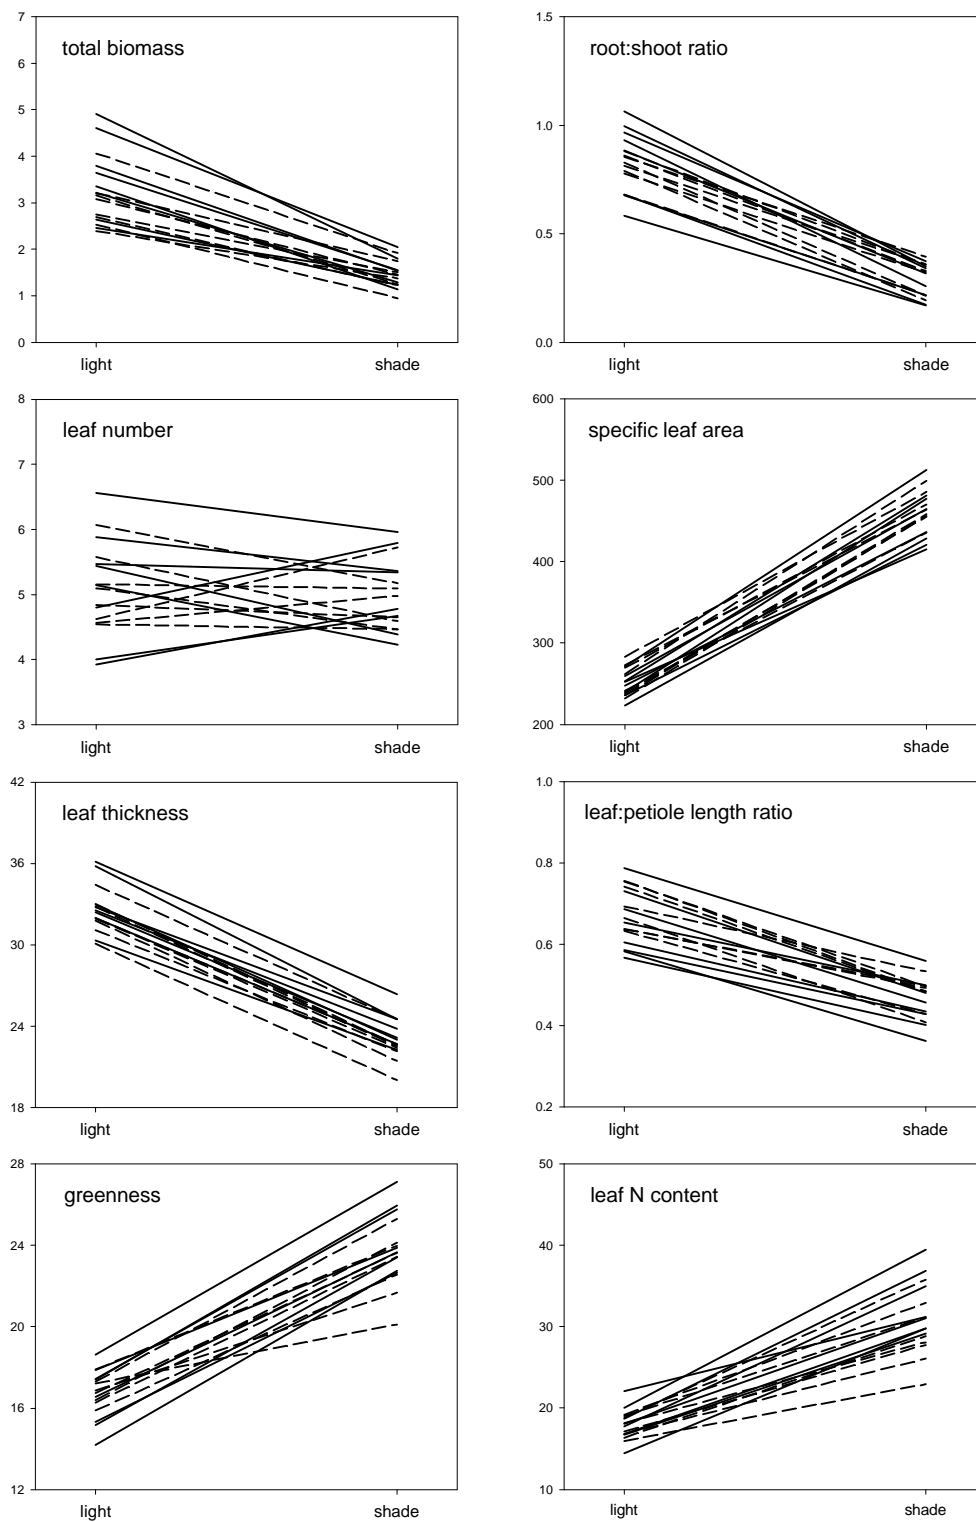 total biomass
7
6
5
4
3
2
1
0
light shade
root:shoot ratio
1.5
1.0
0.5
0.0
light shade
leaf number
8
7
6
5
4
3
light shade
specific leaf area
600
500
400
300
200
light shade
leaf thickness
42
36
30
24
18
light shade
leaf:petiole length ratio
1.0
0.8
0.6
0.4
0.2
light shade
greenness
28
24
20
16
12
light shade
leaf N content
50
40
30
20
10
light shade